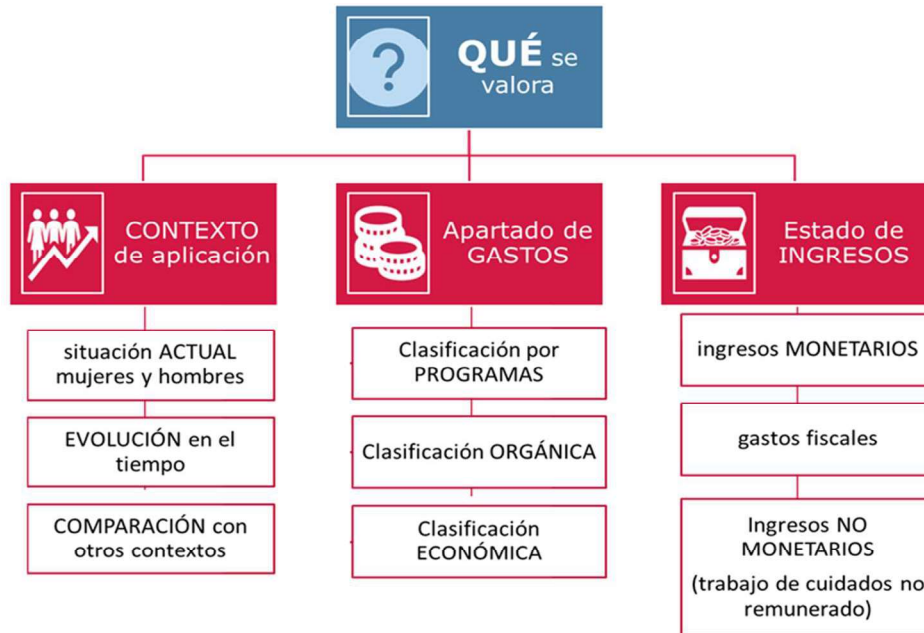 ?
QUÉ se
valora
CONTEXTO
de aplicación
situación ACTUAL
mujeres y hombres
EVOLUCIÓN en el
tiempo
COMPARACIÓN con
otros contextos
Apartado de
GASTOS
Clasificación por
PROGRAMAS
Clasificación ORGÁNICA
Clasificación
ECONÓMICA
Estado de
INGRESOS
ingresos MONETARIOS
gastos fiscales
Ingresos NO
MONETARIOS
(trabajo de cuidados no
remunerado)